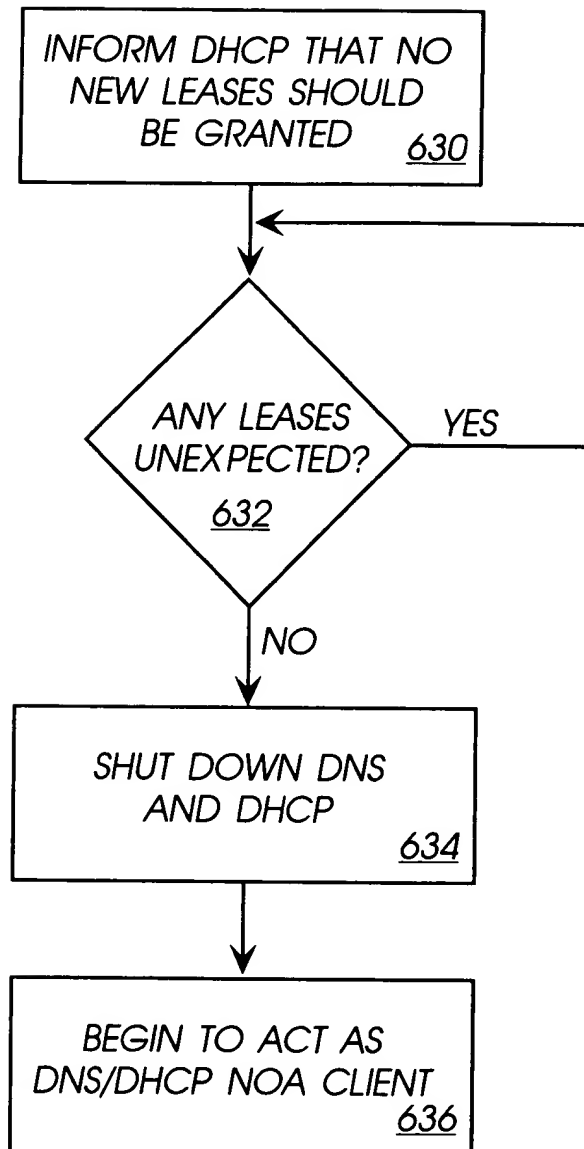 INFORM DHCP THAT NO
NEW LEASES SHOULD
BE GRANTED
630
ANY LEASES
UNEXPECTED?
632
YES
NO
SHUT DOWN DNS
AND DHCP
634
BEGIN TO ACT AS
DNS/DHCP NOA CLIENT
636